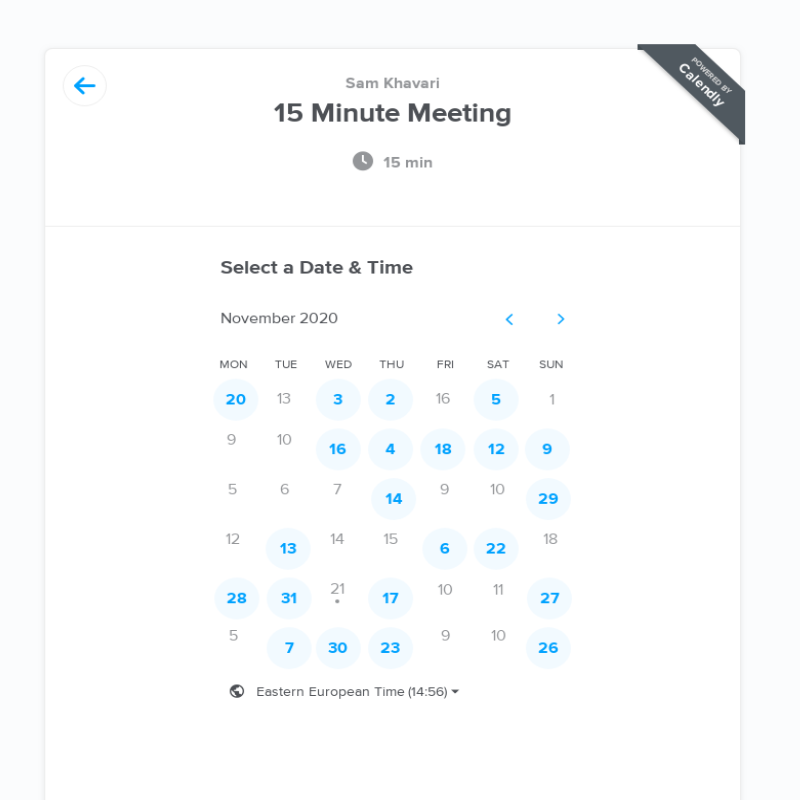 Sam Khavari
15 Minute Meeting
15 min
POWERED BY
Calendly
Select a Date & Time
November 2020
MON TUE WED THU FRI SAT SUN
20 13 3 2 16 5 1
9 10 16 4 18 12 9
5 6 7 14 9 10 29
12 13 14 15 6 22 18
28 31 21 17 10 11 27
5 7 30 23 9 10 26
Eastern European Time (14:56)